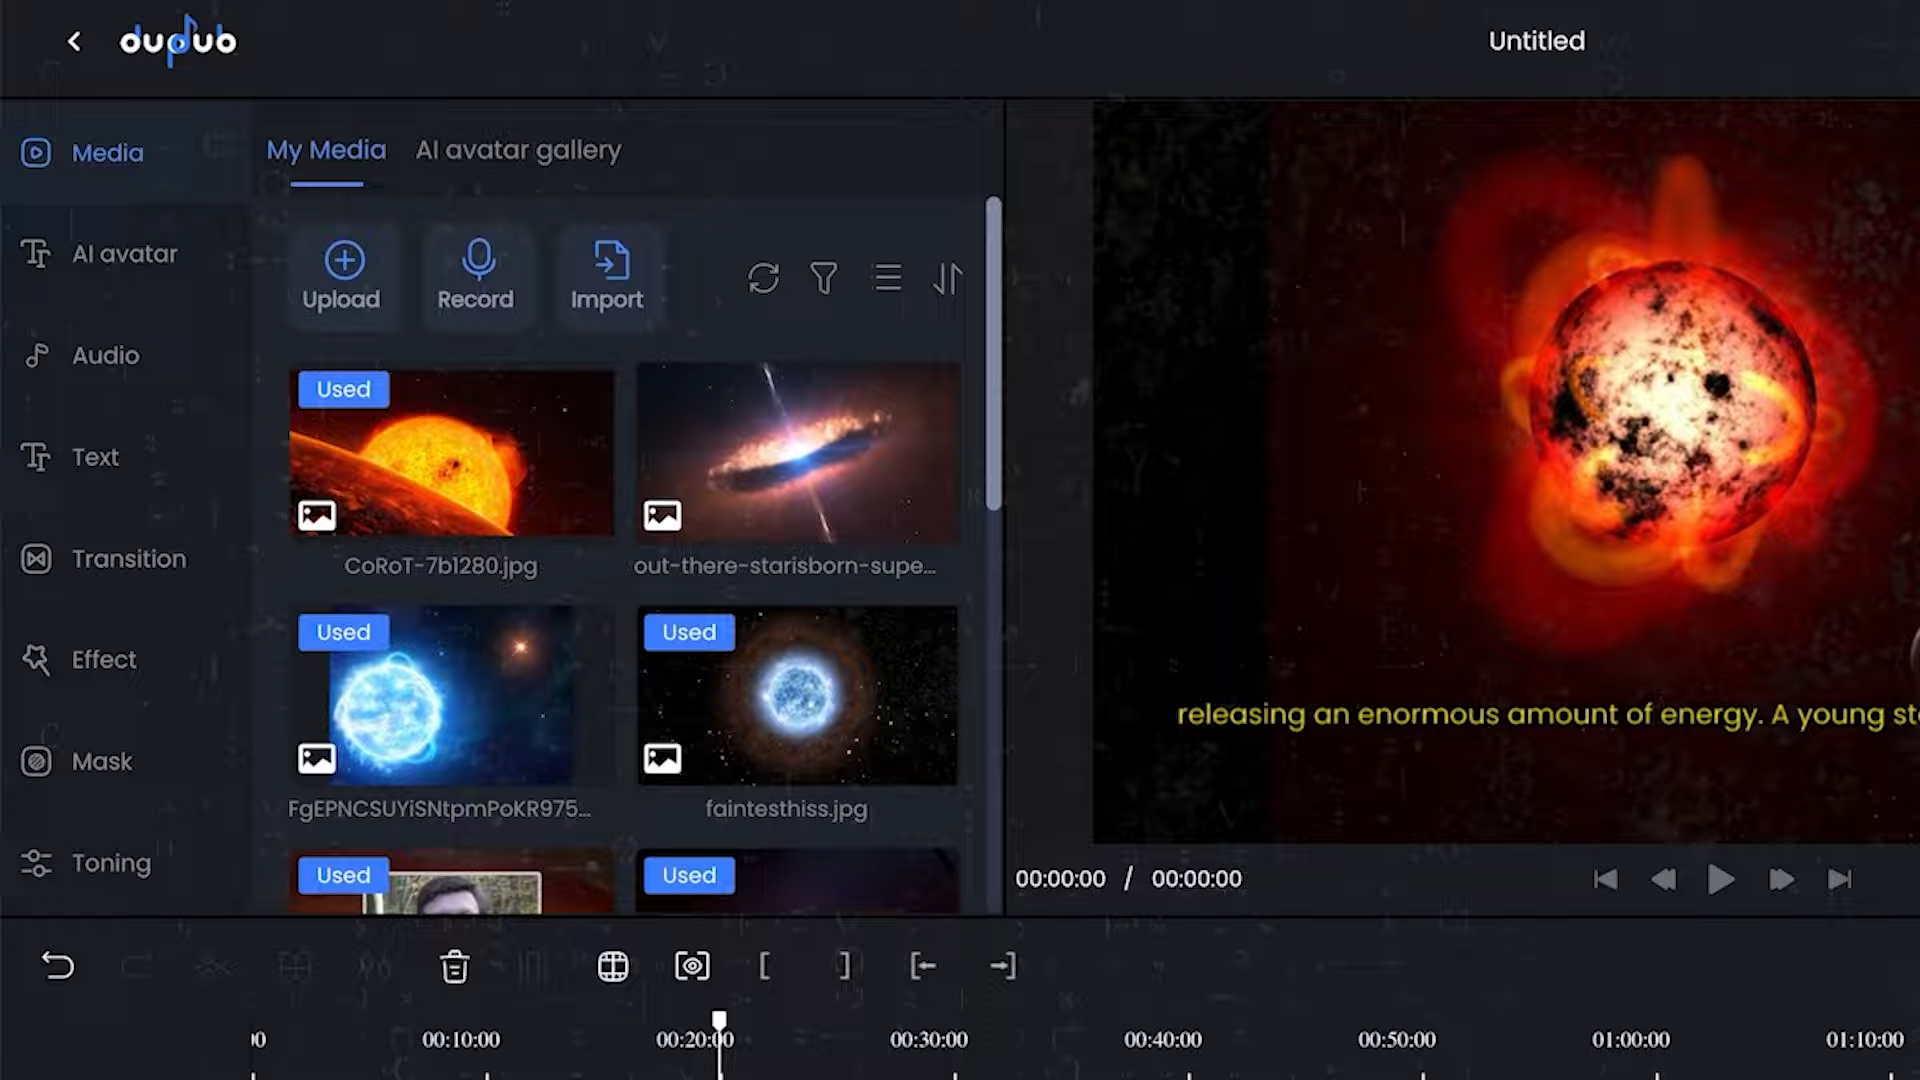 dupdub
Untitled
Media
My Media
AI avatar gallery
AI avatar
Upload
Record
Import
Audio
Used
Text
CoRoT-7b1280.jpg
out-there-starisborn-supe...
Transition
Used
Used
Effect
releasing an enormous amount of energy. A young
Mask
FgEPNCSUYiSNtpmPoKR975...
faintesthiss.jpg
Toning
Used
Used
00:00:00 / 00:00:00
00:10:00
00:20:00
00:30:00
00:40:00
00:50:00
01:00:00
01:10:00